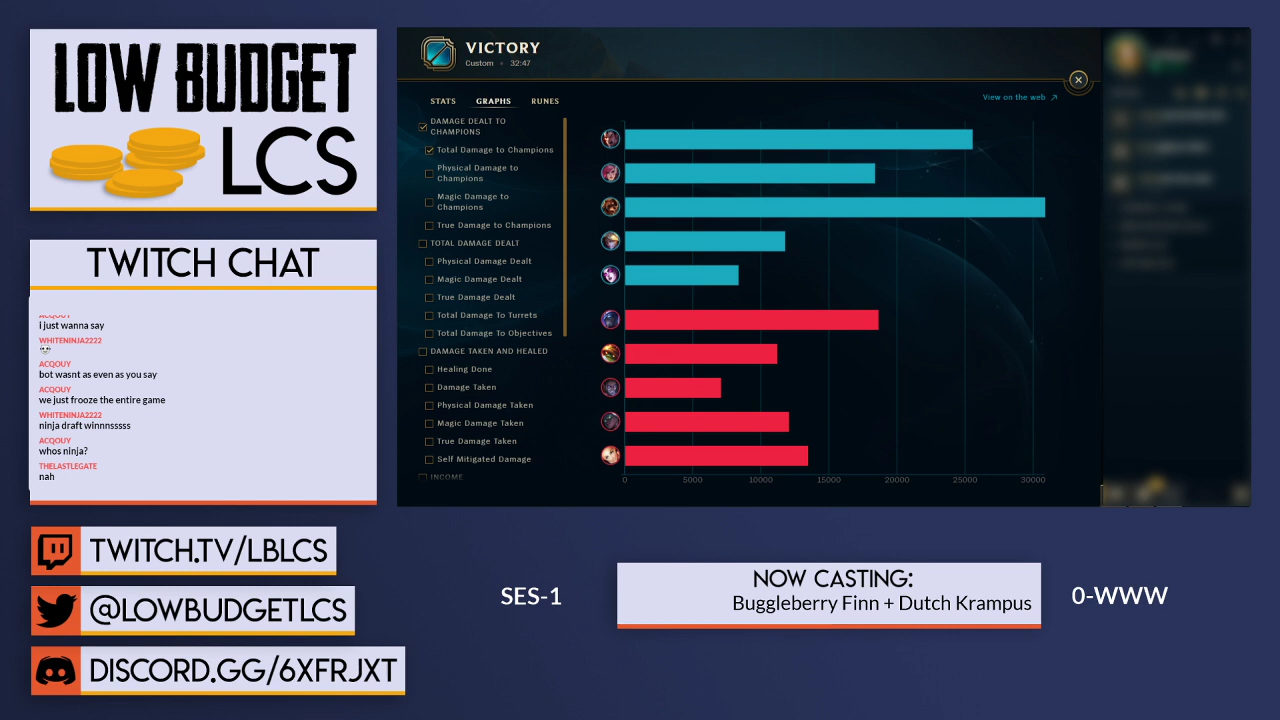 LOW BUDGET
LCS
TWITCH CHAT
i just wanna say
WHITENINJA2222
ACQOUY
bot wasnt as even as you say
ACQOUY
we just frooze the entire game
WHITENINJA2222
ninja draft winnnsssss
ACQOUY
whos ninja?
THELASTLEGATE
nah
TWITCH.TV/LBLCS
@LOWBUDGETLCS
DISCORD.GG/6XFRJXT
VICTORY
Custom • 32:47
STATS GRAPHS RUNES
View on the web
DAMAGE DEALT TO
CHAMPIONS
Total Damage to Champions
Physical Damage to
Champions
Magic Damage to
Champions
True Damage to Champions
TOTAL DAMAGE DEALT
Physical Damage Dealt
Magic Damage Dealt
True Damage Dealt
Total Damage To Turrets
Total Damage To Objectives
DAMAGE TAKEN AND HEALED
Healing Done
Damage Taken
Physical Damage Taken
Magic Damage Taken
True Damage Taken
Self Mitigated Damage
INCOME
0 5000 10000 15000 20000 25000 30000
SES-1
NOW CASTING:
Buggleberry Finn + Dutch Krampus
0-WWW